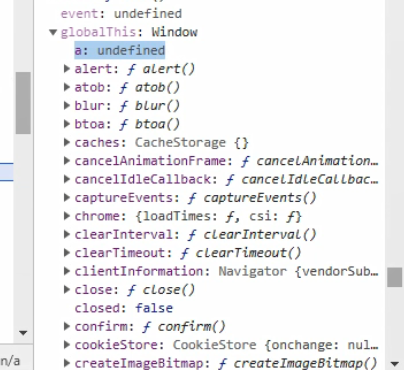 event: undefined
globalThis: Window
a: undefined
alert: ƒ alert()
atob: ƒ atob()
blur: ƒ blur()
btoa: ƒ btoa()
caches: CacheStorage {}
cancelAnimationFrame: ƒ cancelAnimation…
cancelIdleCallback: ƒ cancelIdleCallbac…
captureEvents: ƒ captureEvents()
chrome: {loadTimes: ƒ, csi: ƒ}
clearInterval: ƒ clearInterval()
clearTimeout: ƒ clearTimeout()
clientInformation: Navigator {vendorSub…
close: ƒ close()
closed: false
confirm: ƒ confirm()
cookieStore: CookieStore {onchange: nul…
createImageBitmap: ƒ createImageBitmap()
n/a